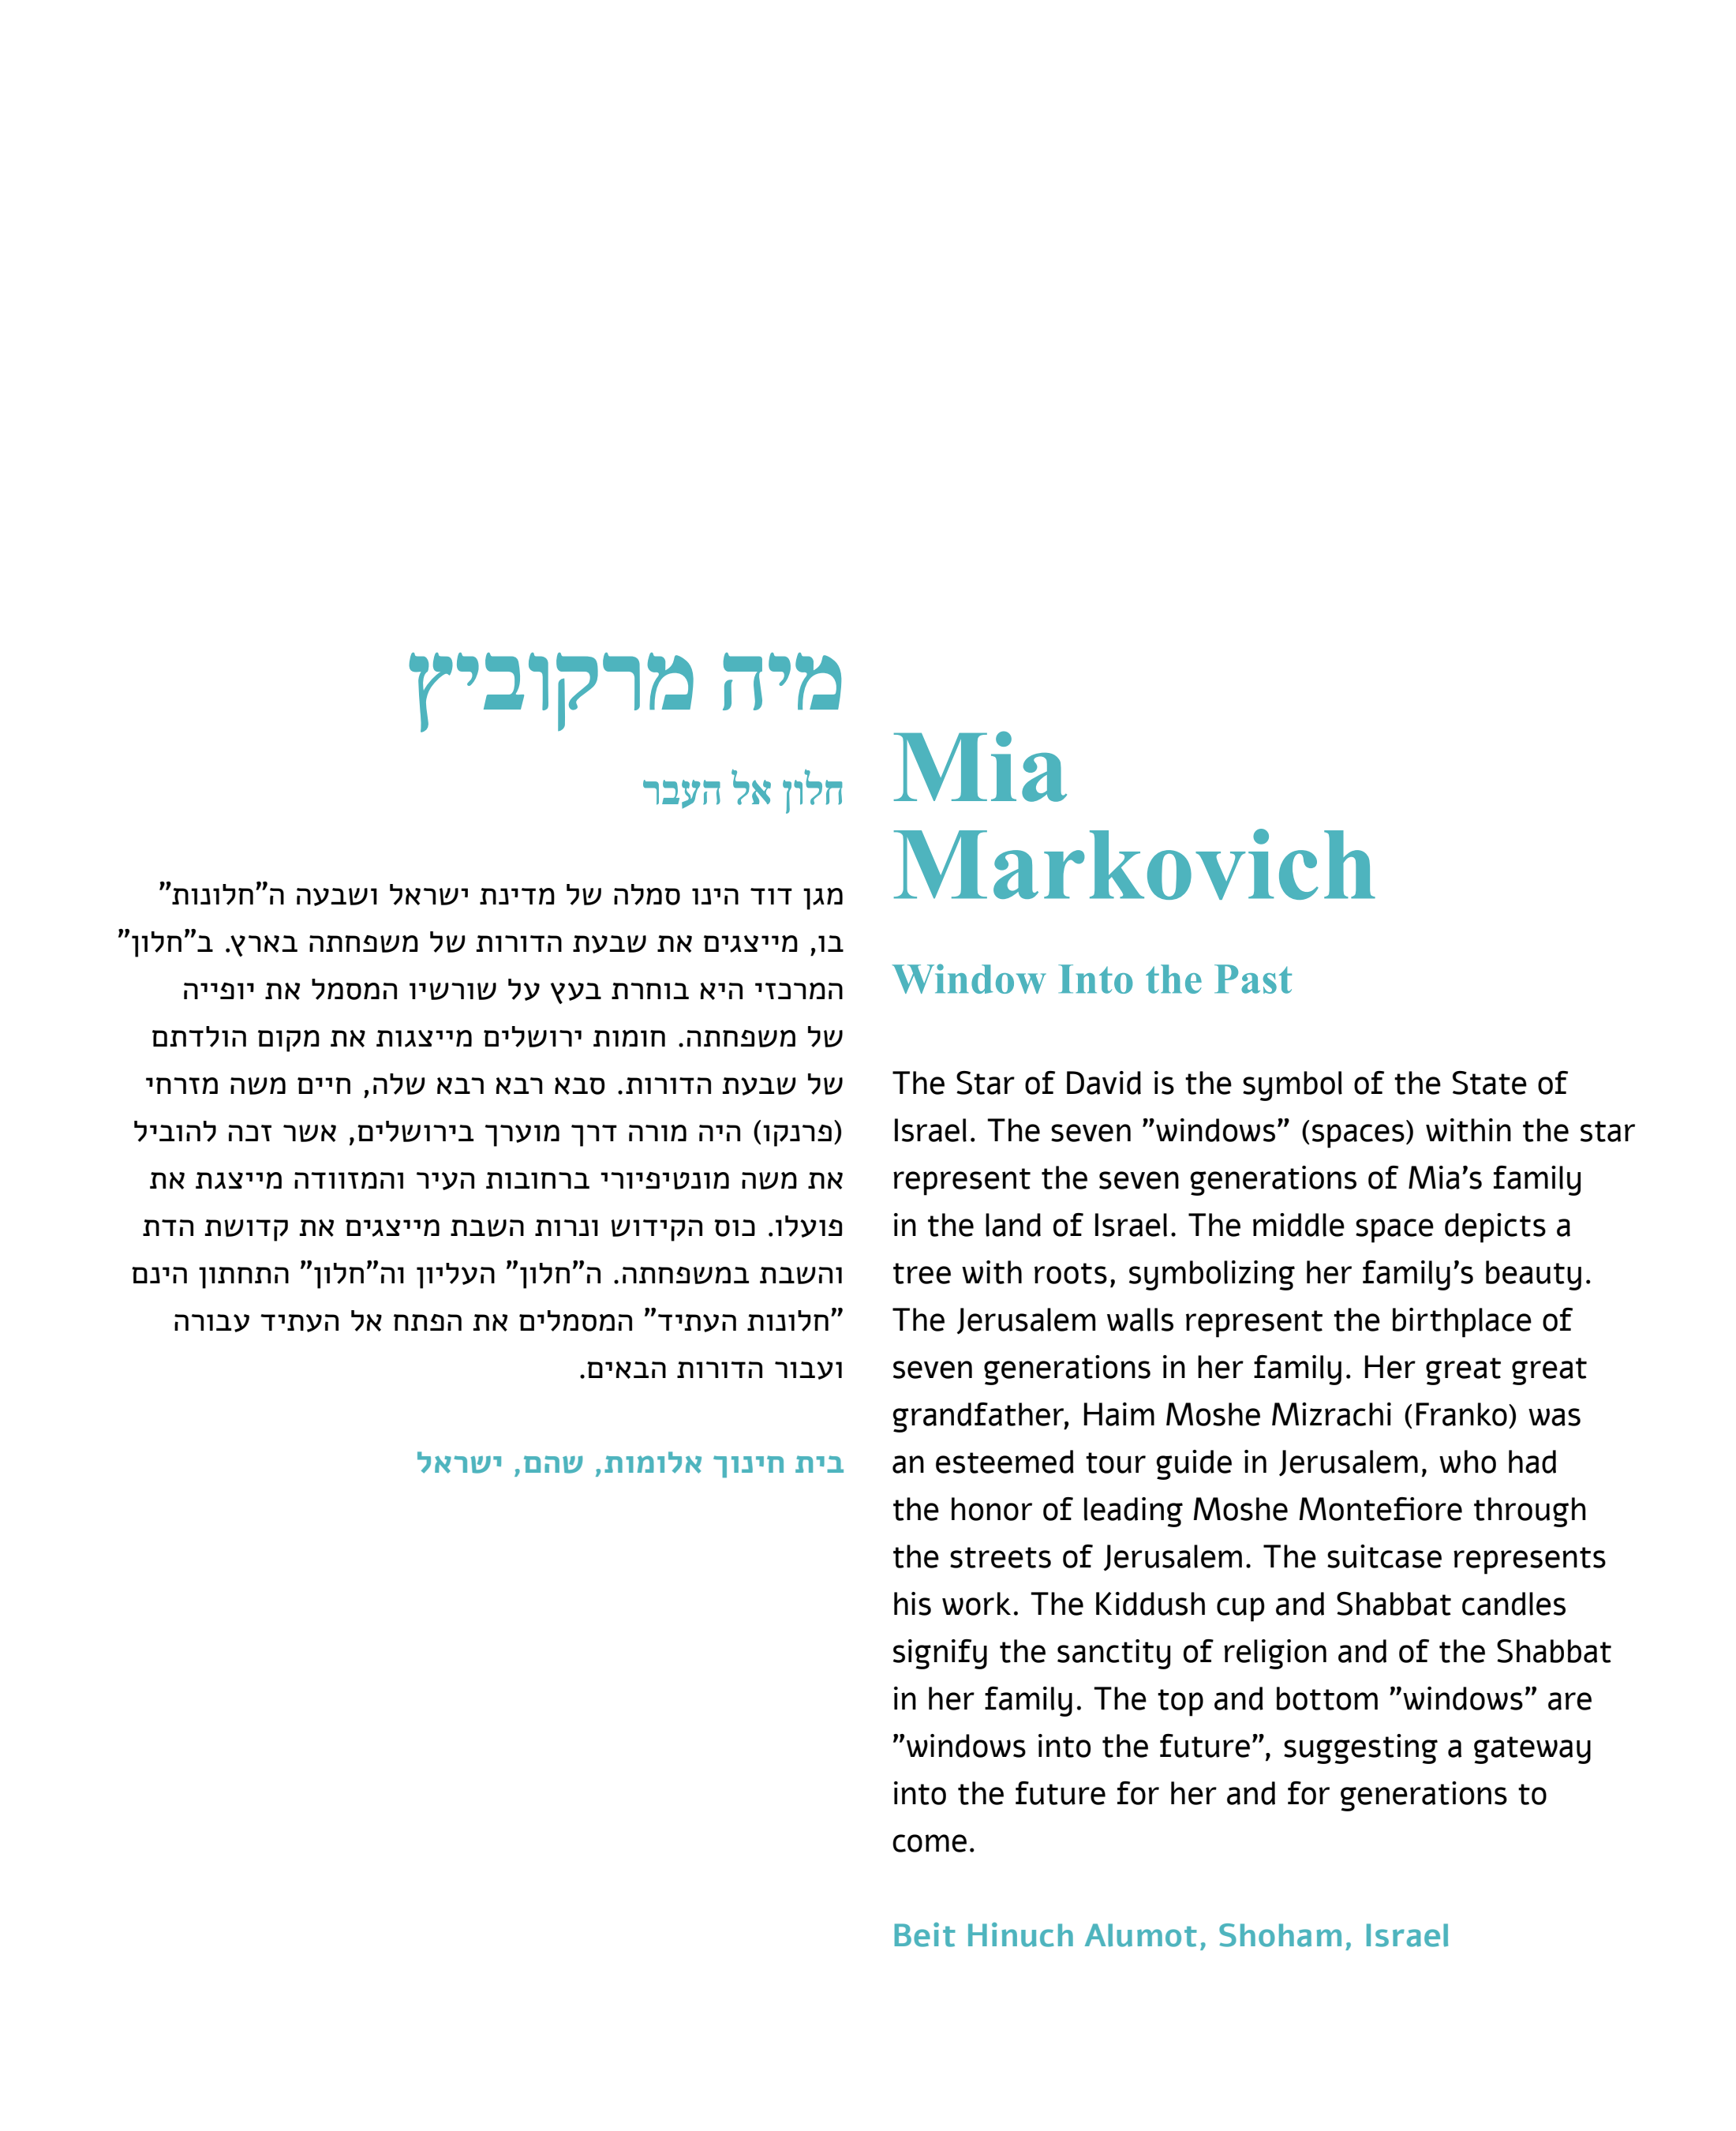 מיה מרקוביץ
חלון אל העבר
מגן דוד הינו סמלה של מדינת ישראל ושבעה ה"חלונות"
בו, מייצגים את שבעת הדורות של משפחתה בארץ. ב"חלון"
המרכזי היא בוחרת בעץ על שורשיו המסמל את יופייה
של משפחתה. חומות ירושלים מייצגות את מקום הולדתם
של שבעת הדורות. סבא רבא רבא שלה, חיים משה מזרחי
(פרנקו) היה מורה דרך מוערך בירושלים, אשר זכה להוביל
את משה מונטיפיורי ברחובות העיר והמזוודה מייצגת את
פועלו. כוס הקידוש ונרות השבת מייצגים את קדושת הדת
והשבת במשפחתה. ה"חלון" העליון וה"חלון" התחתון הינם
"חלונות העתיד" המסמלים את הפתח אל העתיד עבורה
ועבור הדורות הבאים.
בית חינוך אלומות, שהם, ישראל
Mia
Markovich
Window Into the Past
The Star of David is the symbol of the State of
Israel. The seven ”windows” (spaces) within the star
represent the seven generations of Mia’s family
in the land of Israel. The middle space depicts a
tree with roots, symbolizing her family’s beauty.
The Jerusalem walls represent the birthplace of
seven generations in her family. Her great great
grandfather, Haim Moshe Mizrachi (Franko) was
an esteemed tour guide in Jerusalem, who had
the honor of leading Moshe Montefiore through
the streets of Jerusalem. The suitcase represents
his work. The Kiddush cup and Shabbat candles
signify the sanctity of religion and of the Shabbat
in her family. The top and bottom ”windows” are
”windows into the future”, suggesting a gateway
into the future for her and for generations to
come.
Beit Hinuch Alumot, Shoham, Israel